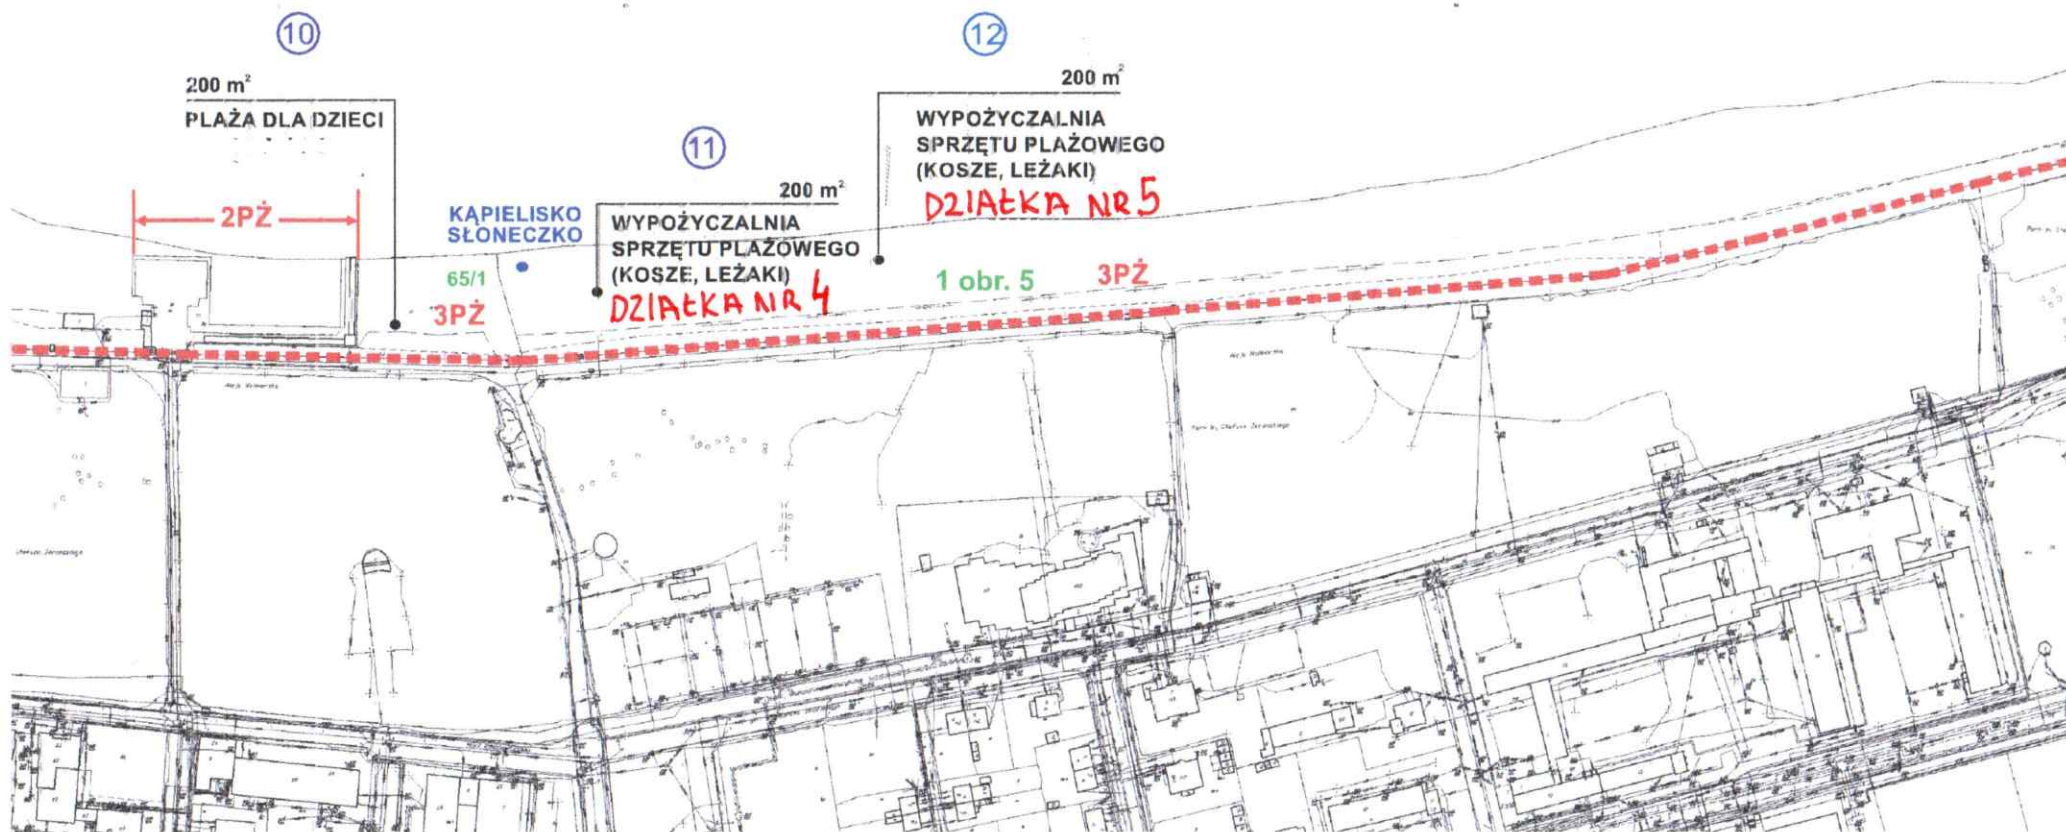 10
200 m²
PLAŻA DLA DZIECI
2PŻ
KĄPIELISKO
SŁONECZKO
65/1
3PŻ
11
200 m²
WYPOŻYCZALNIA
SPRZĘTU PLAŻOWEGO
(KOSZE, LEŻAKI)
DZIAŁKA NR 4
12
200 m²
WYPOŻYCZALNIA
SPRZĘTU PLAŻOWEGO
(KOSZE, LEŻAKI)
DZIAŁKA NR 5
1 obr. 5
3PŻ